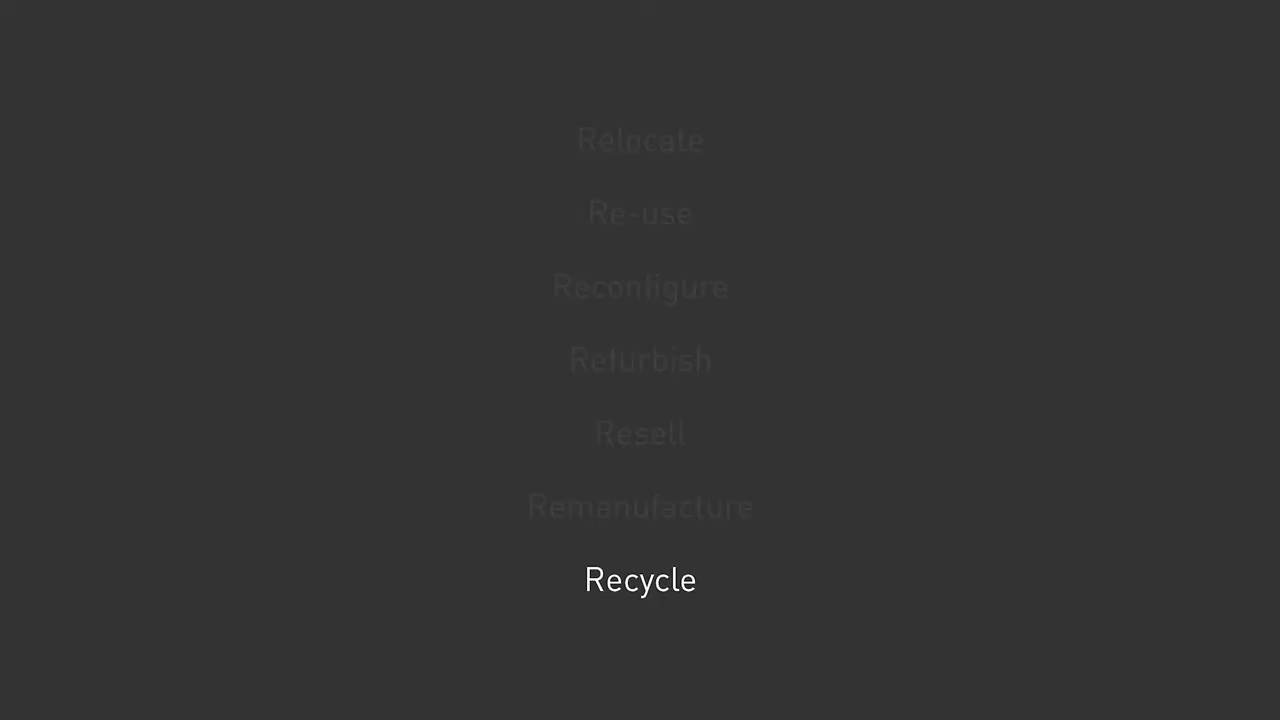 Relocate
Re-use
Reconfigure
Refurbish
Resell
Remanufacture
Recycle